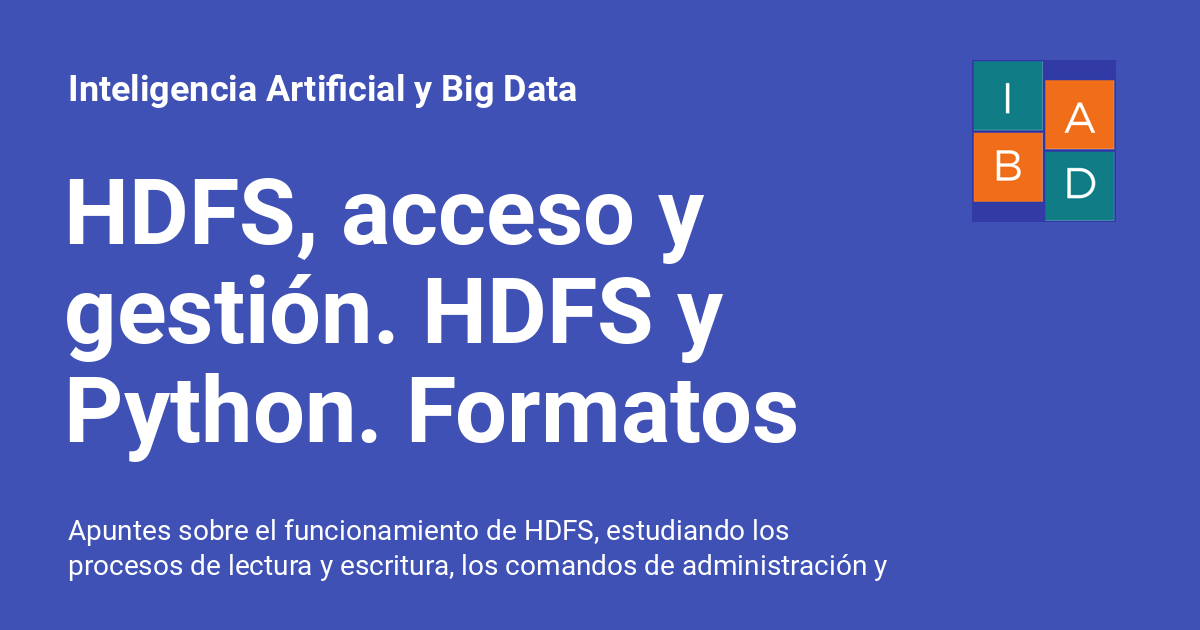 Inteligencia Artificial y Big Data
I
A
B
D
HDFS, acceso y
gestión. HDFS y
Python. Formatos
Apuntes sobre el funcionamiento de HDFS, estudiando los
procesos de lectura y escritura, los comandos de administración y